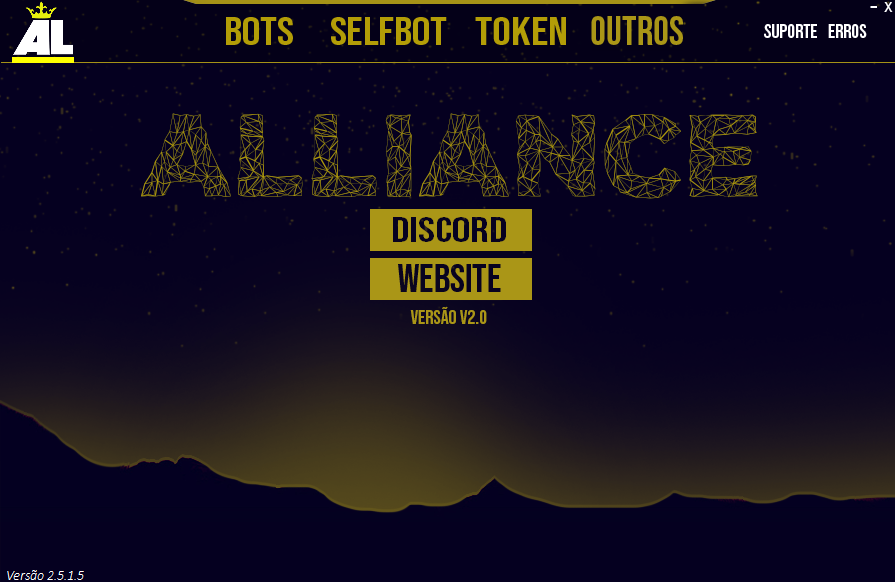 AL
BOTS SELFBOT TOKEN OUTROS
SUPORTE ERROS
– X
ALLIANCE
DISCORD
WEBSITE
VERSÃO V2.0
Versão 2.5.1.5